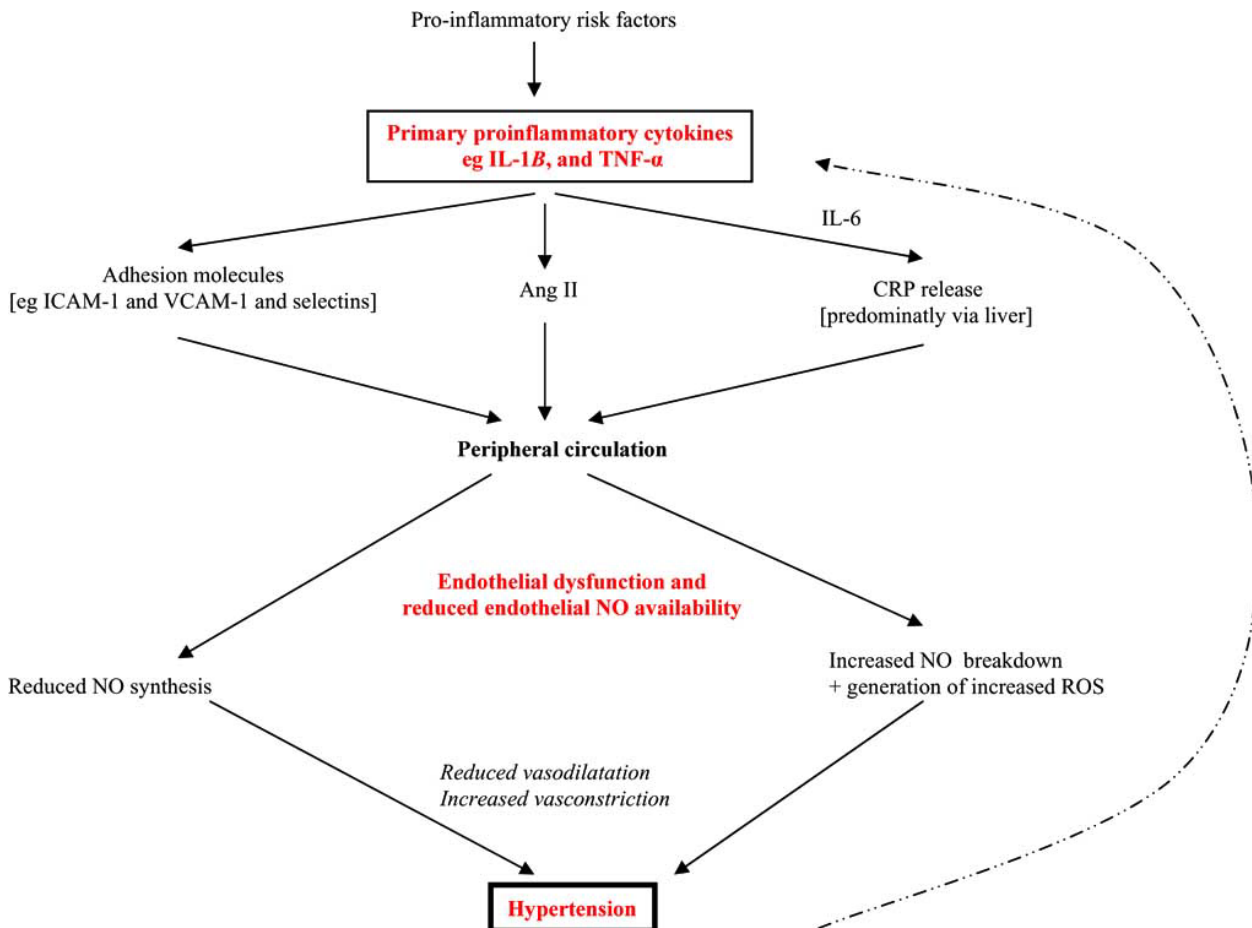 Pro-inflammatory risk factors
Primary proinflammatory cytokines
eg IL-1B, and TNF-α
IL-6
Adhesion molecules
[eg ICAM-1 and VCAM-1 and selectins]
Ang II
CRP release
[predominatly via liver]
Peripheral circulation
Endothelial dysfunction and
reduced endothelial NO availability
Reduced NO synthesis
Increased NO breakdown
+ generation of increased ROS
Reduced vasodilatation
Increased vasconstriction
Hypertension